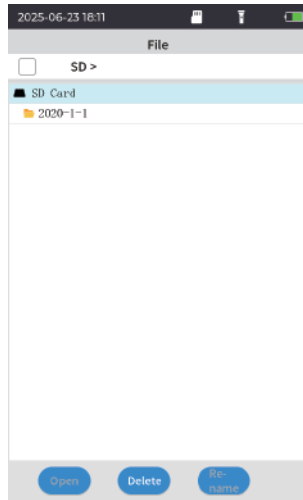 2025-06-23 18:11
File
SD >
SD Card
2020-1-1
Open Delete Re-
name